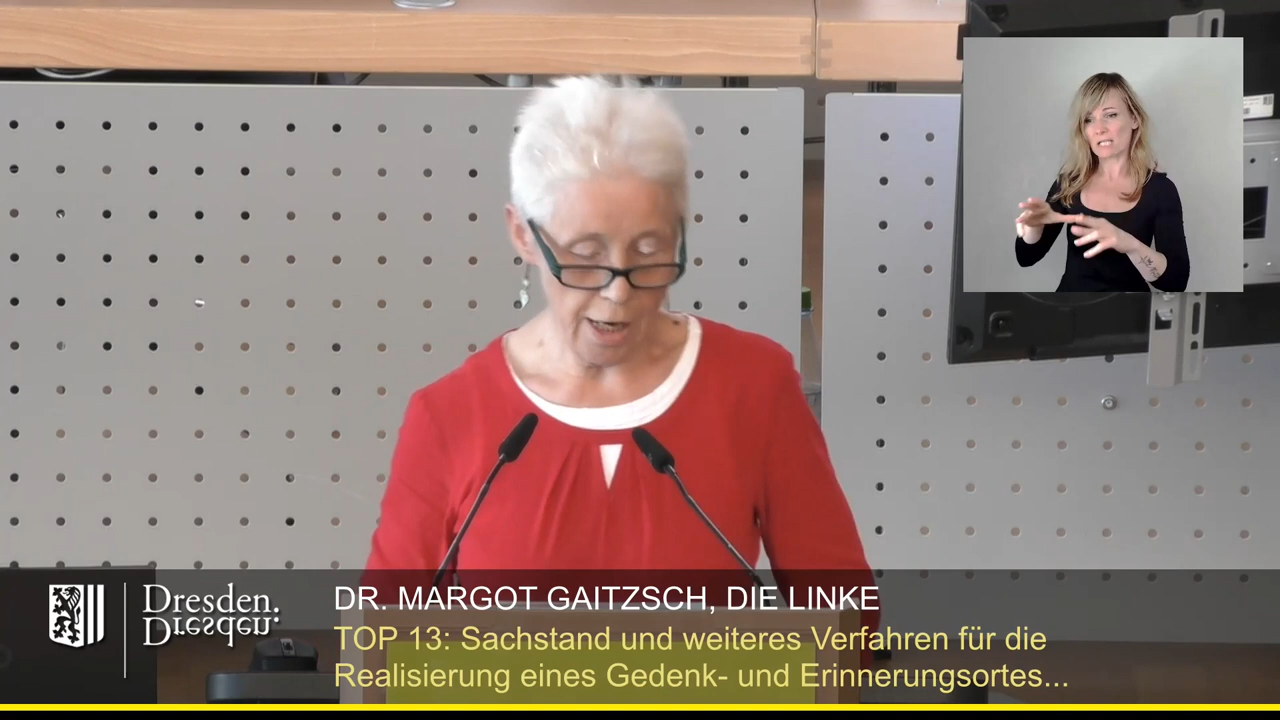 Dresden.
Dresden.
DR. MARGOT GAITZSCH, DIE LINKE
TOP 13: Sachstand und weiteres Verfahren für die
Realisierung eines Gedenk- und Erinnerungsortes...